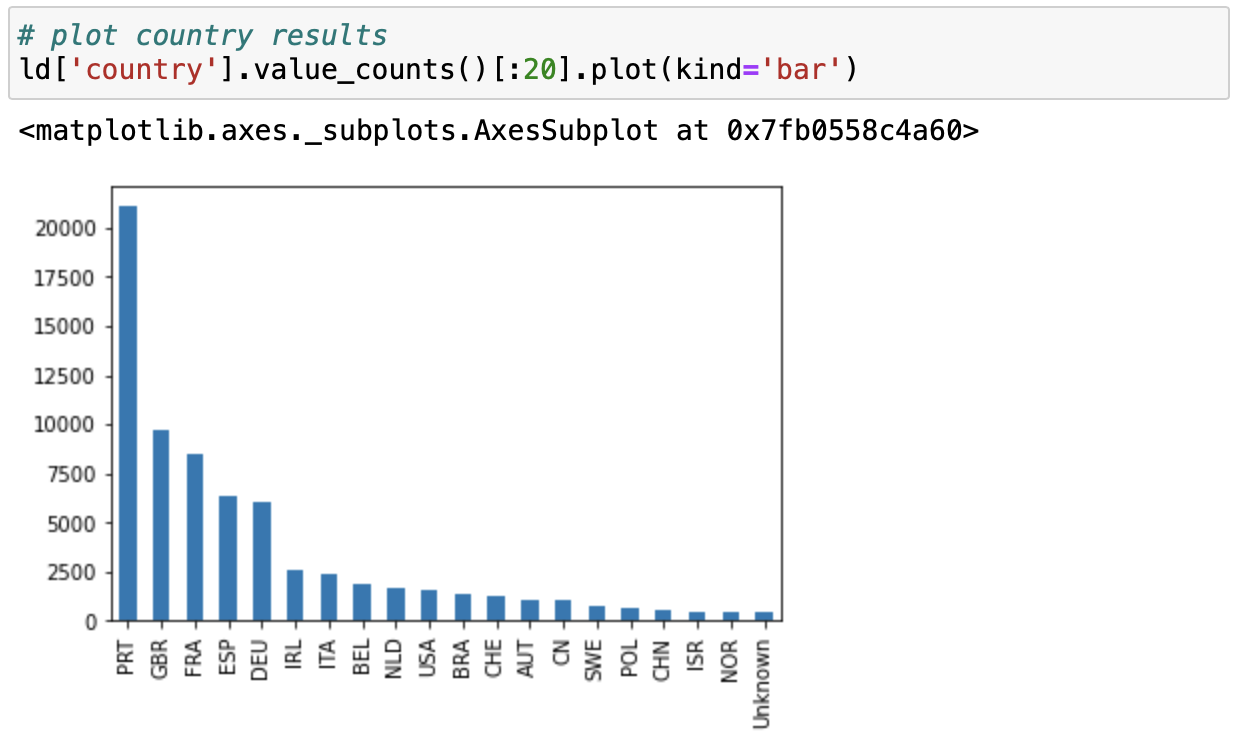 # plot country results
ld['country'].value_counts()[:20].plot(kind='bar')
<matplotlib.axes._subplots.AxesSubplot at 0x7fb0558c4a60>
20000
17500
15000
12500
10000
7500
5000
2500
0
PRT GBR FRA ESP DEU IRL ITA BEL NLD USA BRA CHE AUT CN SWE POL CHN ISR NOR Unknown